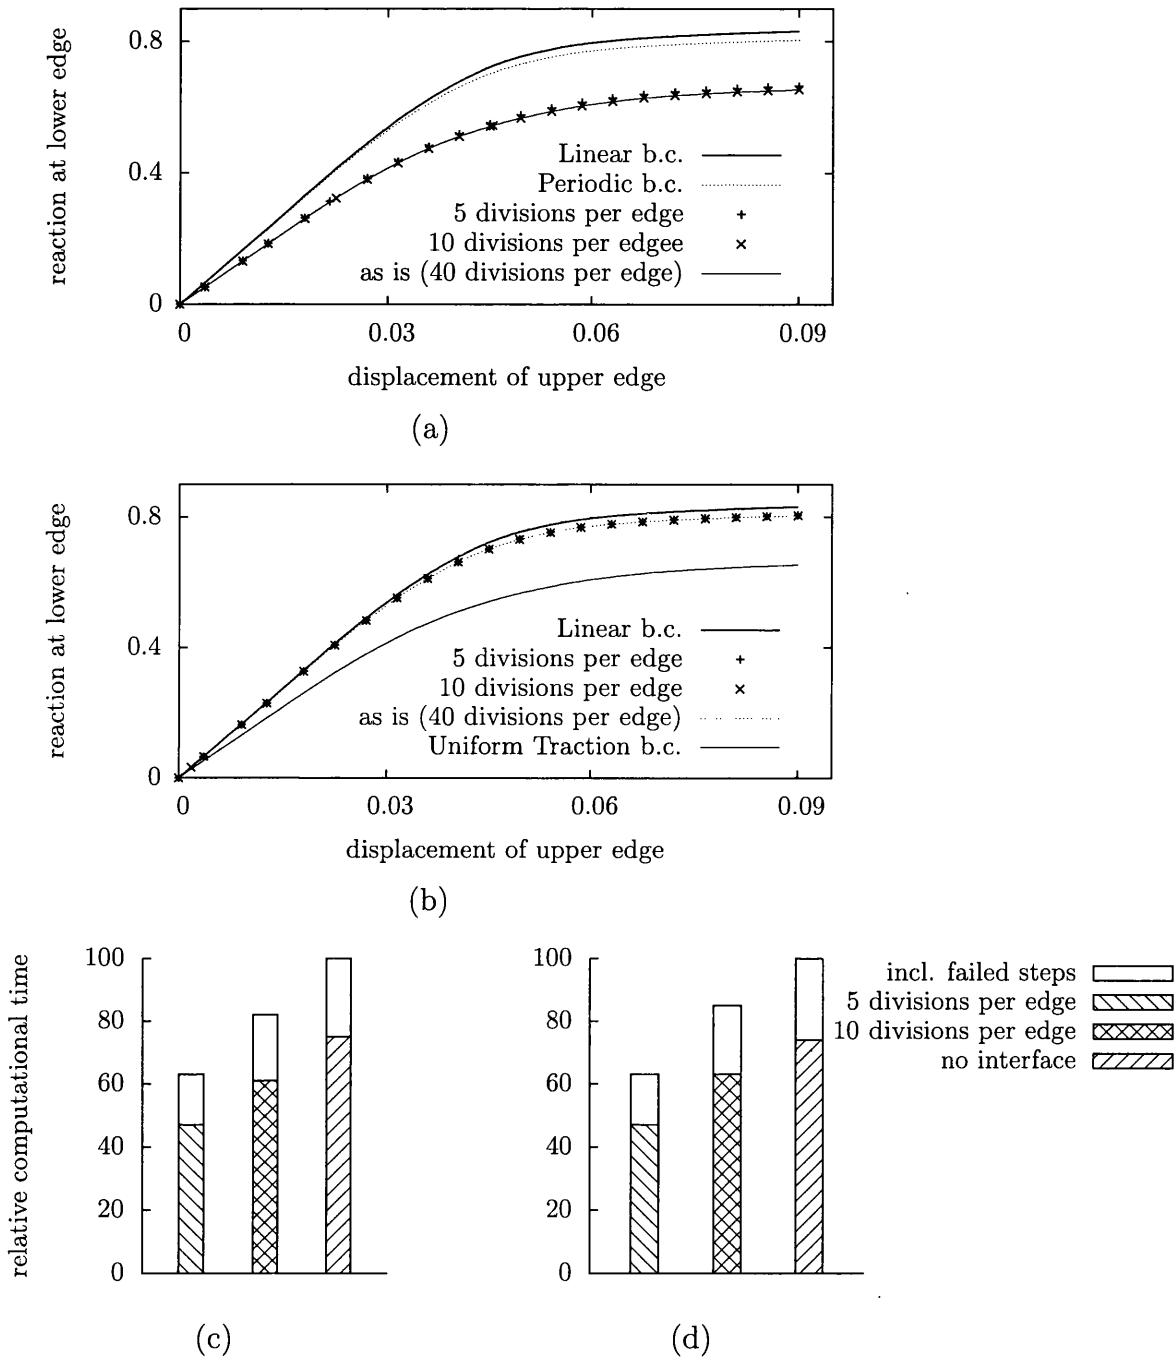 reaction at lower edge
0.8
0.4
0
Linear b.c.
Periodic b.c.
5 divisions per edge
10 divisions per edgee
as is (40 divisions per edge)
0 0.03 0.06 0.09
displacement of upper edge
(a)
reaction at lower edge
0.8
0.4
0
Linear b.c.
5 divisions per edge
10 divisions per edge
as is (40 divisions per edge)
Uniform Traction b.c.
0 0.03 0.06 0.09
displacement of upper edge
(b)
relative computational time
100
80
60
40
20
0
(c)
100
80
60
40
20
0
incl. failed steps
5 divisions per edge
10 divisions per edge
no interface
(d)